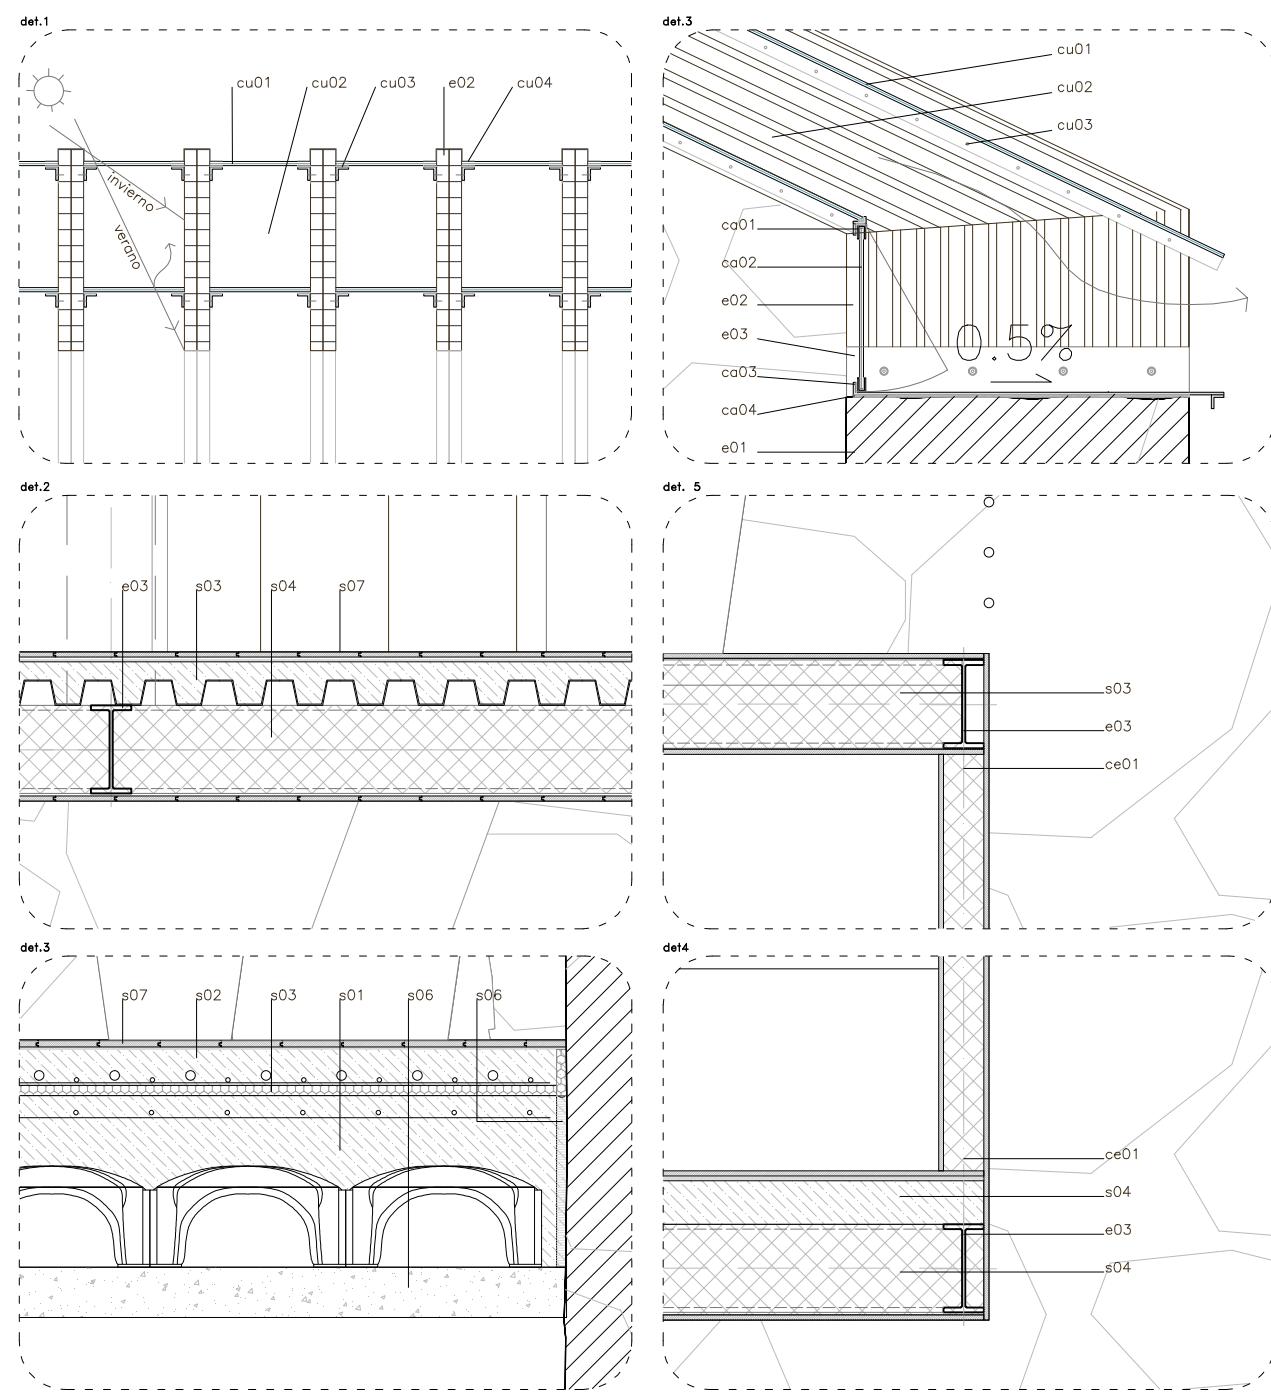 det.1
cu01
cu02
cu03
e02
cu04
invierno
verano
det.3
cu01
cu02
cu03
ca01
ca02
e02
e03
ca03
ca04
e01
0.5%
det.2
e03
s03
s04
s07
det. 5
s03
e03
ce01
det.3
s07
s02
s03
s01
s06
s06
det4
ce01
s04
e03
s04